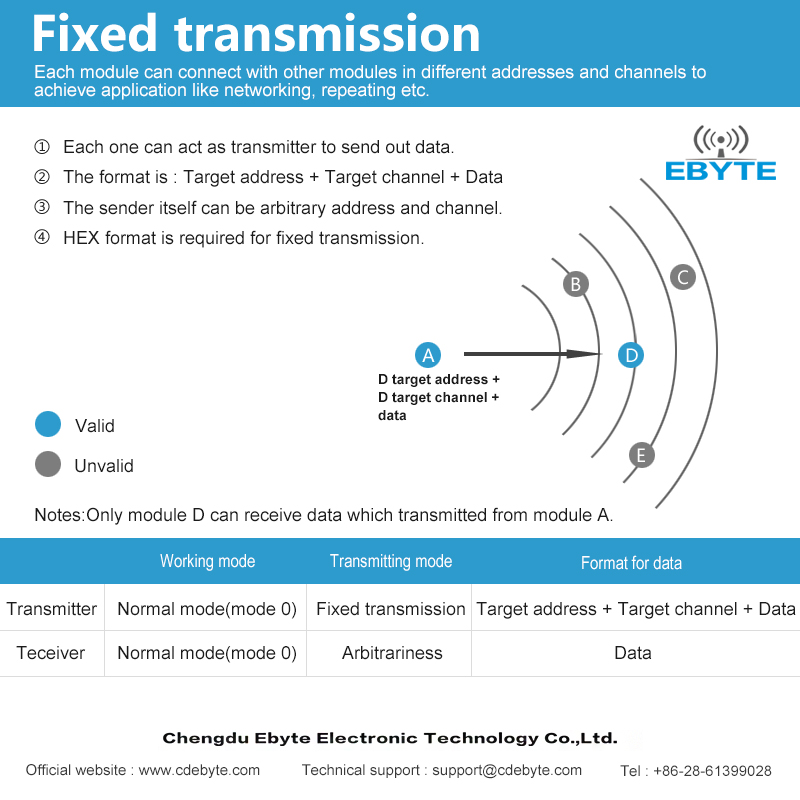 Fixed transmission
Each module can connect with other modules in different addresses and channels to
achieve application like networking, repeating etc.
① Each one can act as transmitter to send out data.
② The format is : Target address + Target channel + Data
③ The sender itself can be arbitrary address and channel.
④ HEX format is required for fixed transmission.
EBYTE
B
C
A
D
D target address +
D target channel +
data
E
Valid
Unvalid
Notes:Only module D can receive data which transmitted from module A.
Working mode Transmitting mode Format for data
Transmitter Normal mode(mode 0) Fixed transmission Target address + Target channel + Data
Teceiver Normal mode(mode 0) Arbitrariness Data
Chengdu Ebyte Electronic Technology Co.,Ltd.
Official website : www.cdebyte.com Technical support : support@cdebyte.com Tel : +86-28-61399028